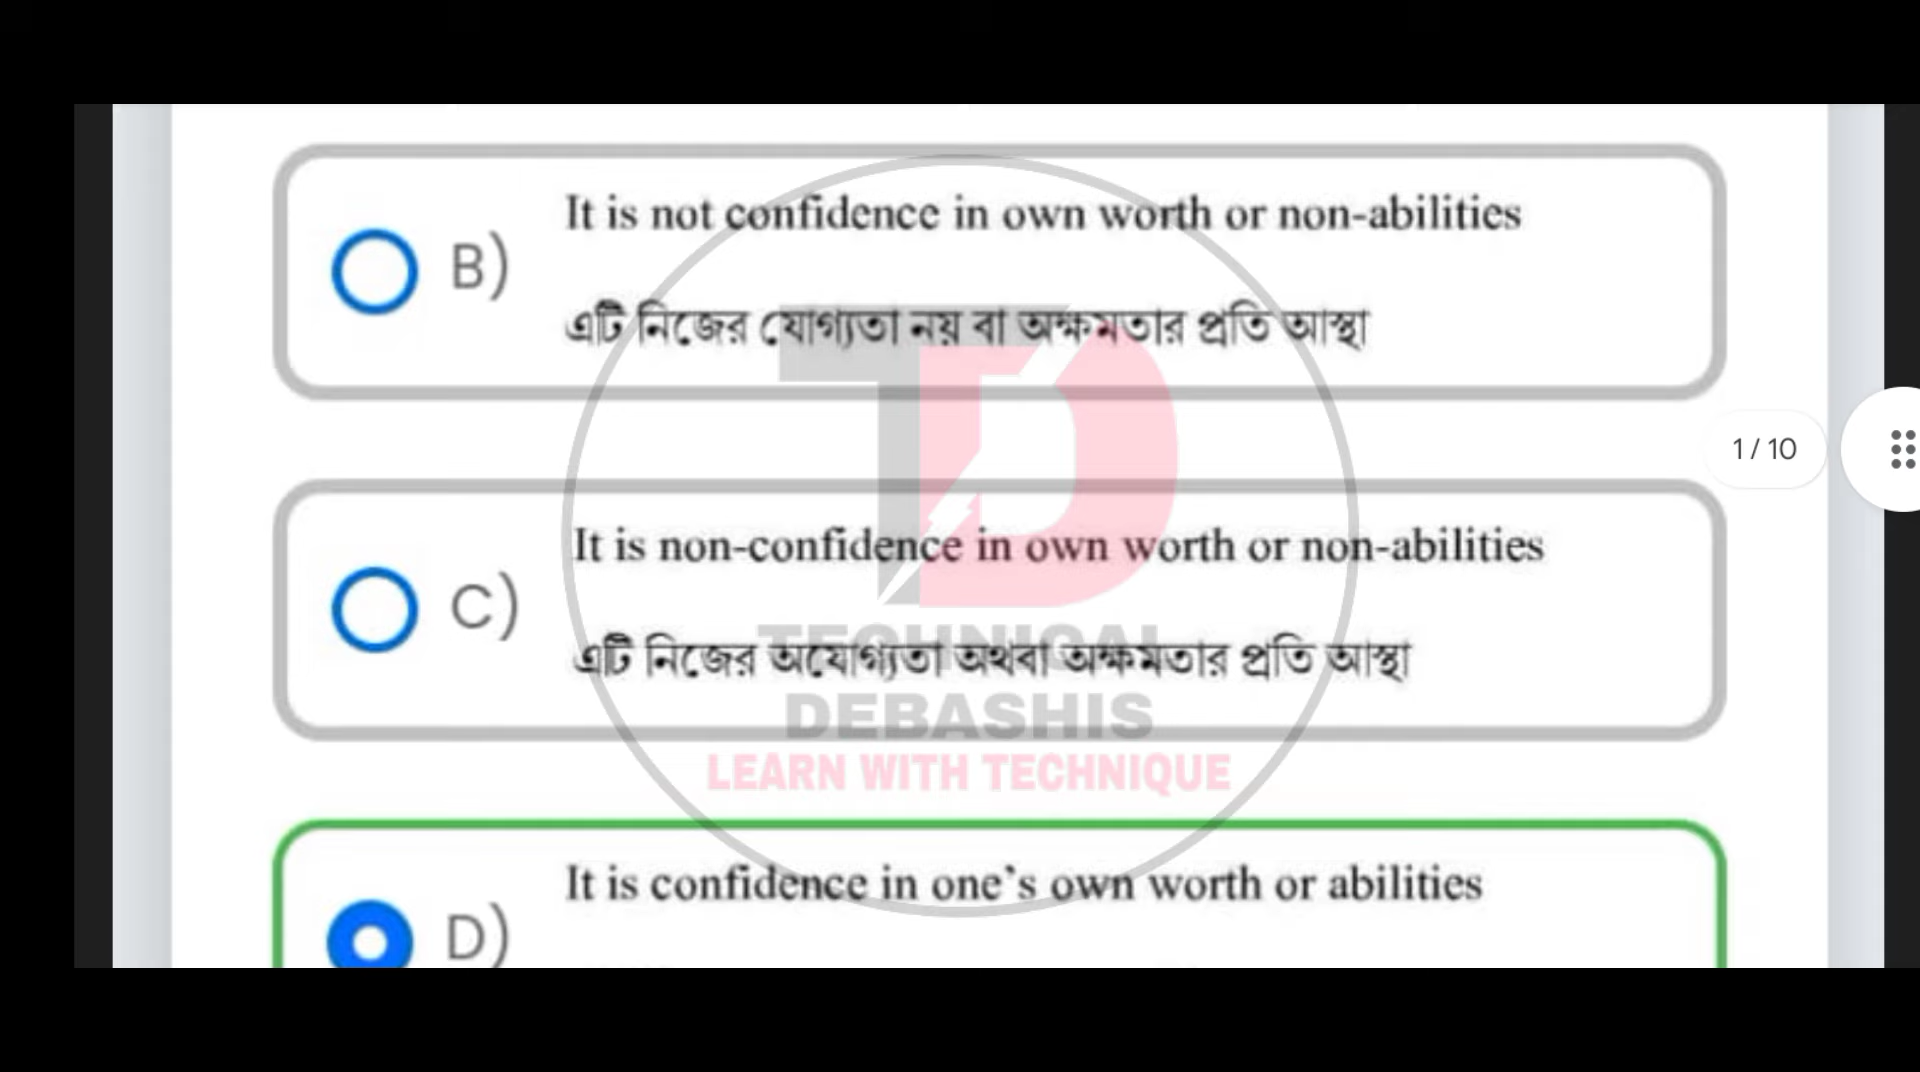 It is not confidence in own worth or non-abilities
B)
এটি নিজের যোগ্যতা নয় বা অক্ষমতার প্রতি আস্থা
1 / 10
It is non-confidence in own worth or non-abilities
C)
এটি নিজের অযোগ্যতা অথবা অক্ষমতার প্রতি আস্থা
TECHNICAL
DEBASHIS
LEARN WITH TECHNIQUE
It is confidence in one's own worth or abilities
D)